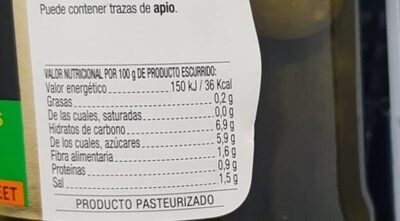 Puede contener trazas de apio.
VALOR NUTRICIONAL POR 100 g DE PRODUCTO ESCURRIDO:
Valor energético 150 kJ / 36 Kcal
Grasas 0,2 g
De las cuales, saturadas 0,0 g
Hidratos de carbono 6,9 g
De los cuales, azúcares 5,9 g
Fibra alimentaria 1,6 g
Proteínas 0,9 g
Sal 1,5 g
PRODUCTO PASTEURIZADO